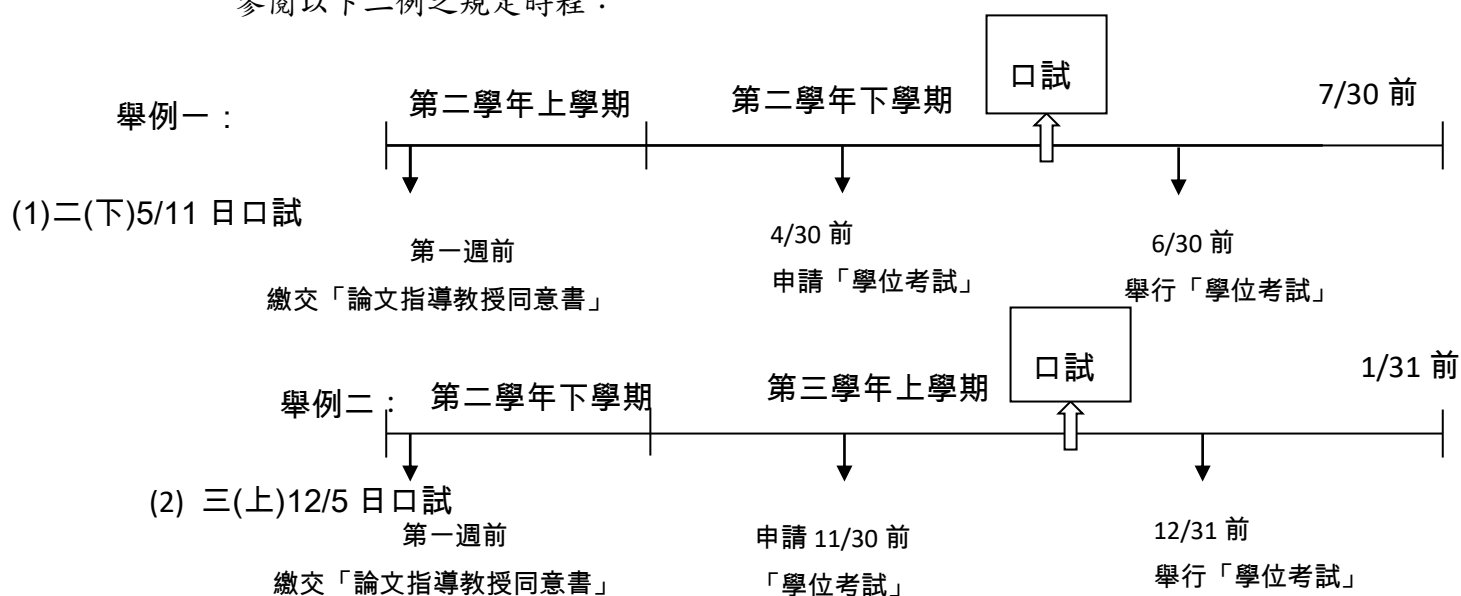 參閱以下二例之規定時程：
口試
7/30 前
舉例一： 第二學年上學期 第二學年下學期
(1)二(下)5/11 日口試
第一週前
繳交「論文指導教授同意書」
4/30 前
申請「學位考試」
6/30 前
舉行「學位考試」
口試
1/31 前
舉例二： 第二學年下學期 第三學年上學期
(2) 三(上)12/5 日口試
第一週前
繳交「論文指導教授同意書」
申請 11/30 前
「學位考試」
12/31 前
舉行「學位考試」